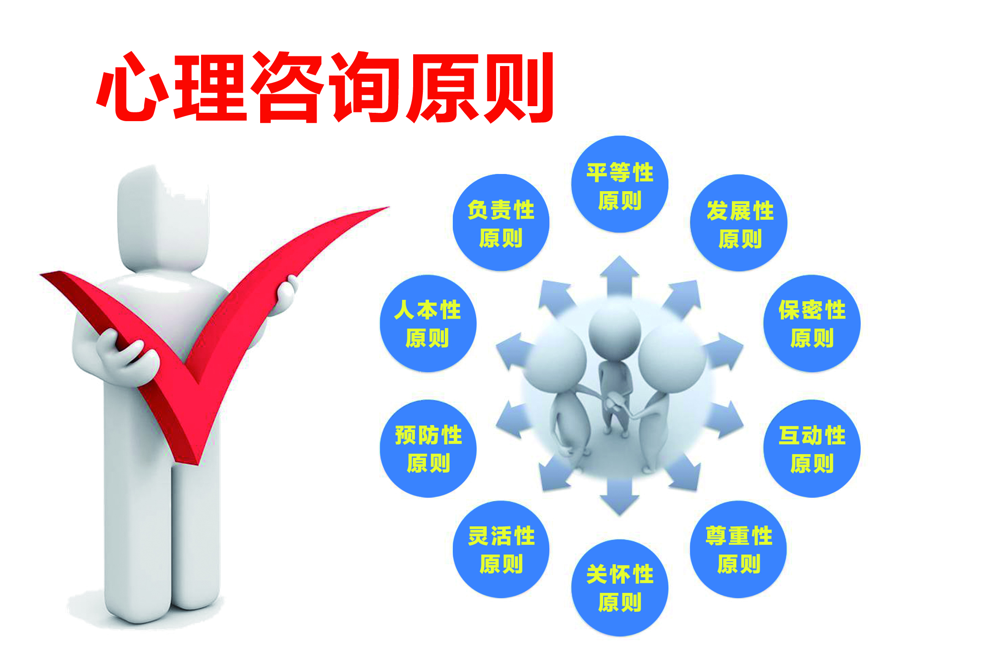 心理咨询原则
平等性
原则
发展性
原则
保密性
原则
互动性
原则
尊重性
原则
关怀性
原则
灵活性
原则
预防性
原则
人本性
原则
负责性
原则